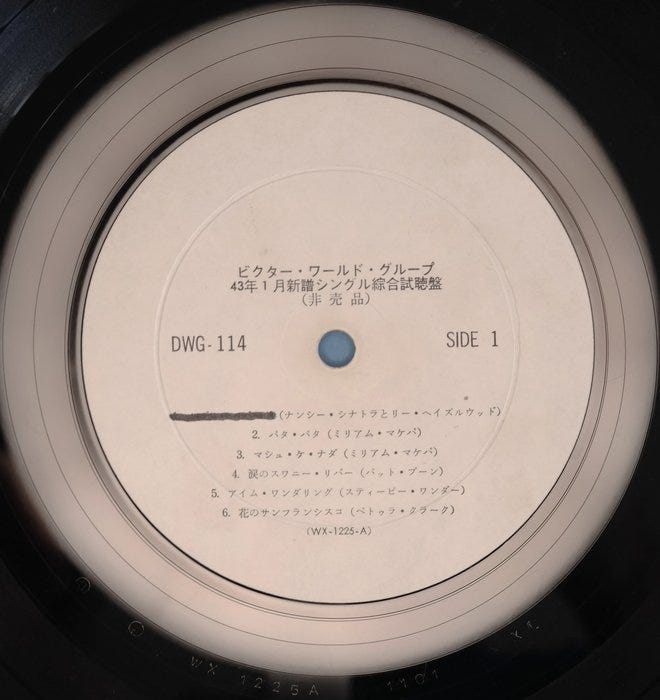 ビクター・ワールド・グループ
43年1月新譜シングル綜合試聴盤
(非売品)
DWG-114
SIDE 1
(ナンシー・シナトラとリー・ヘイズルウッド)
2. パタ・パタ (ミリアム・マケバ)
3. マシュ・ケ・ナダ (ミリアム・マケバ)
4. 涙のスワニー・リバー (パット・ブーン)
5. アイム・ワンダリング (スティービー・ワンダー)
6. 花のサンフランシスコ (ペトゥラ・クラーク)
(WX-1225-A)
WX 1225A 1101